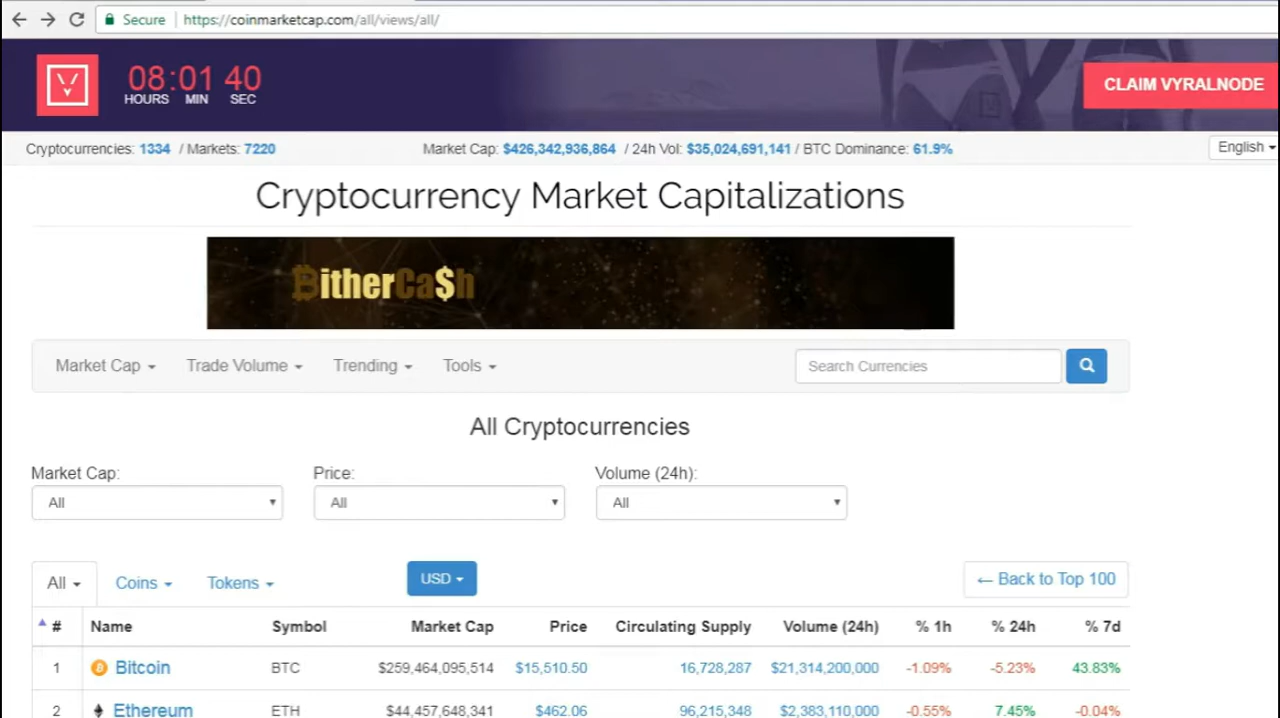 Secure https://coinmarketcap.com/all/views/all/
08:01 40
HOURS MIN SEC
CLAIM VYRALNODE
Cryptocurrencies: 1334 / Markets: 7220 Market Cap: $426,342,936,864 / 24h Vol: $35,024,691,141 / BTC Dominance: 61.9% English
Cryptocurrency Market Capitalizations
BitherCa$h
Market Cap Trade Volume Trending Tools Search Currencies
All Cryptocurrencies
Market Cap: Price: Volume (24h):
All All All
All Coins Tokens USD ← Back to Top 100
# Name Symbol Market Cap Price Circulating Supply Volume (24h) % 1h % 24h % 7d
1 Bitcoin BTC $259,464,095,514 $15,510.50 16,728,287 $21,314,200,000 -1.09% -5.23% 43.83%
2 Ethereum ETH $44,457,648,341 $462.06 96,215,348 $2,383,110,000 -0.55% 7.45% -0.04%